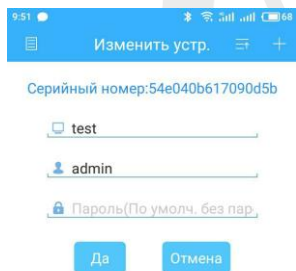 9:51 68
Изменить устр.
Серийный номер:54e040b617090d5b
test
admin
Пароль(По умолч. без пар.
Да Отмена